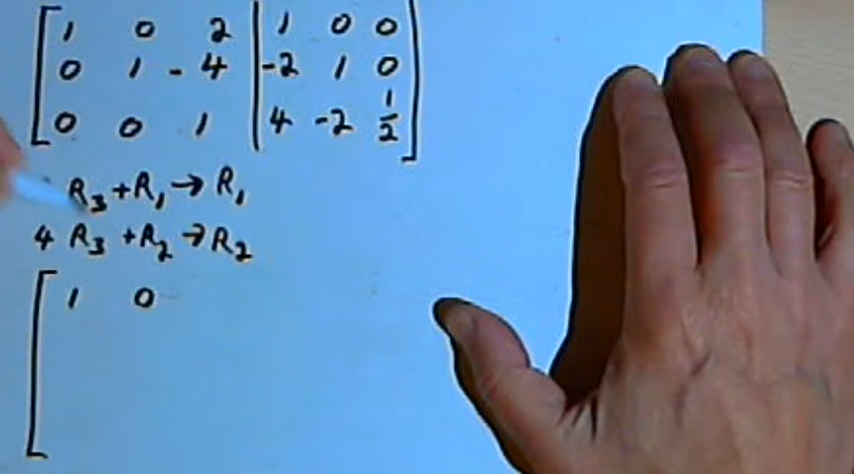 1 0 2 | 1 0 0
0 1 -4 | -2 1 0
0 0 1 | 4 -2 1/2
R₃ + R₁ → R₁
4 R₃ + R₂ → R₂
1 0